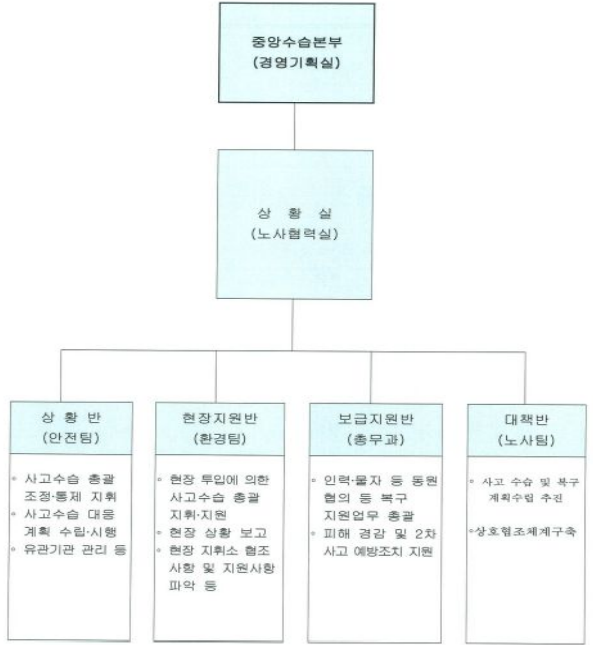 중앙수습본부
(경영기획실)
상 황 실
(노사협력실)
상 황 반
(안전팀)
◦ 사고수습 총괄
조정·통제 지휘
◦ 사고수습 대응
계획 수립·시행
◦ 유관기관 관리 등
현장지원반
(환경팀)
◦ 현장 투입에 의한
사고수습 총괄
지휘·지원
◦ 현장 상황 보고
◦ 현장 지휘소 협조
사항 및 지원사항
파악 등
보급지원반
(총무과)
◦ 인력·물자 등 동원
협의 등 복구
지원업무 총괄
◦ 피해 경감 및 2차
사고 예방조치 지원
대책반
(노사팀)
◦ 사고 수습 및 복구
계획수립 추진
◦상호협조체계구축